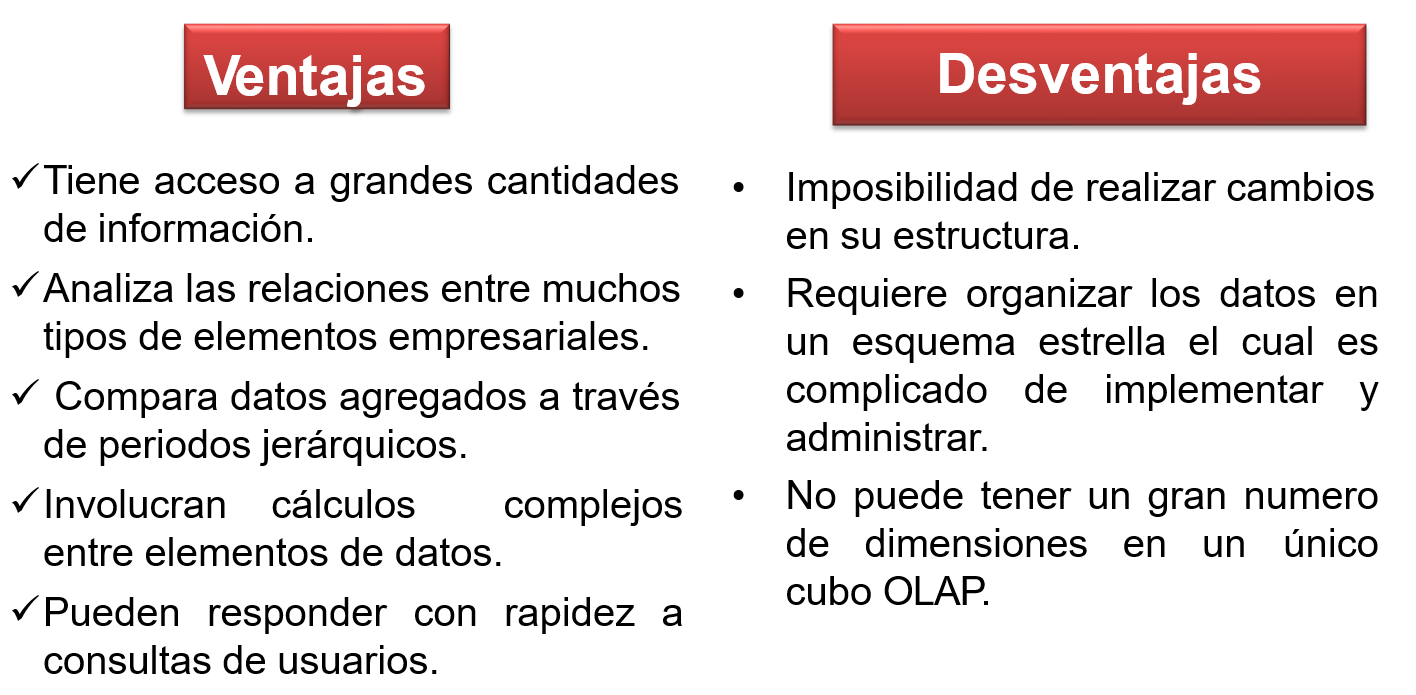 Ventajas
Tiene acceso a grandes cantidades
de información.
Analiza las relaciones entre muchos
tipos de elementos empresariales.
Compara datos agregados a través
de periodos jerárquicos.
Involucran cálculos complejos
entre elementos de datos.
Pueden responder con rapidez a
consultas de usuarios.
Desventajas
Imposibilidad de realizar cambios
en su estructura.
Requiere organizar los datos en
un esquema estrella el cual es
complicado de implementar y
administrar.
No puede tener un gran numero
de dimensiones en un único
cubo OLAP.